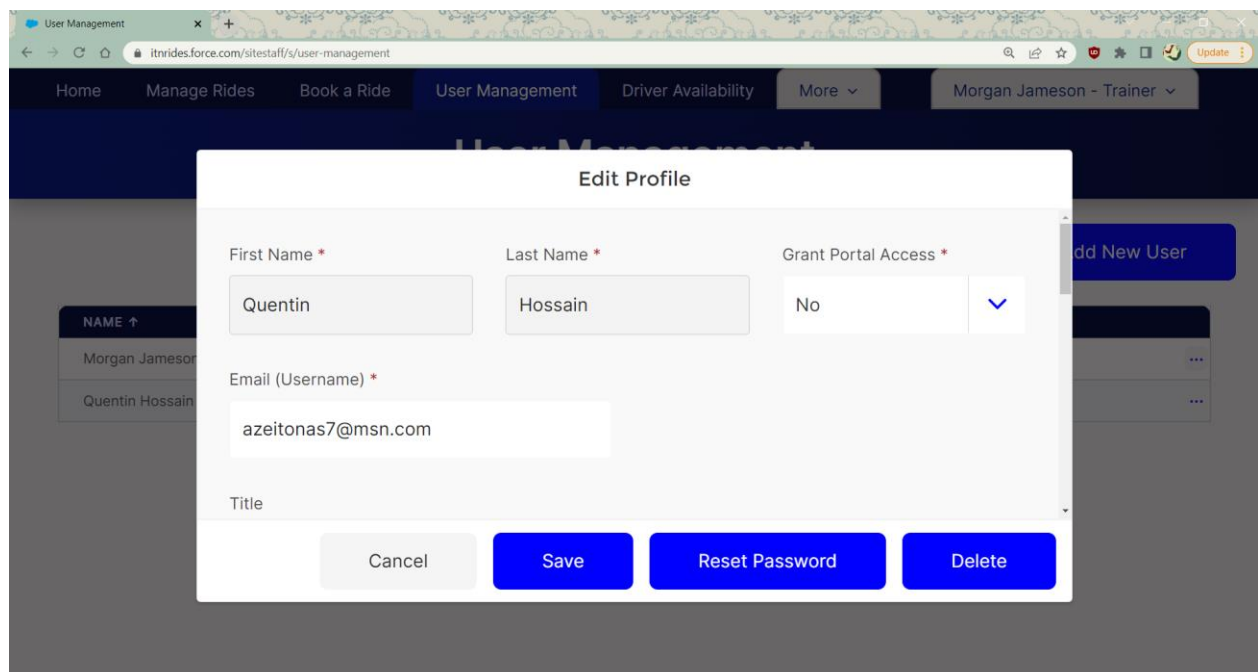 User Management
itnrides.force.com/sitestaff/s/user-management
Update
Home Manage Rides Book a Ride User Management Driver Availability More Morgan Jameson - Trainer
User Management
Edit Profile
First Name * Last Name * Grant Portal Access *
dd New User
Quentin Hossain No
NAME
Morgan Jameson
Email (Username) *
Quentin Hossain
azeitonas7@msn.com
Title
Cancel Save Reset Password Delete